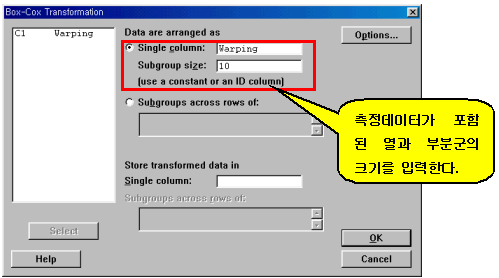 Box-Cox Transformation
C1 Warping
Data are arranged as
Single column: Warping
Subgroup size: 10
(use a constant or an ID column)
Subgroups across rows of:
Store transformed data in
Single column:
Subgroups across rows of:
Options...
Select
Help
OK
Cancel
측정데이터가 포함
된 열과 부분군의
크기를 입력한다.